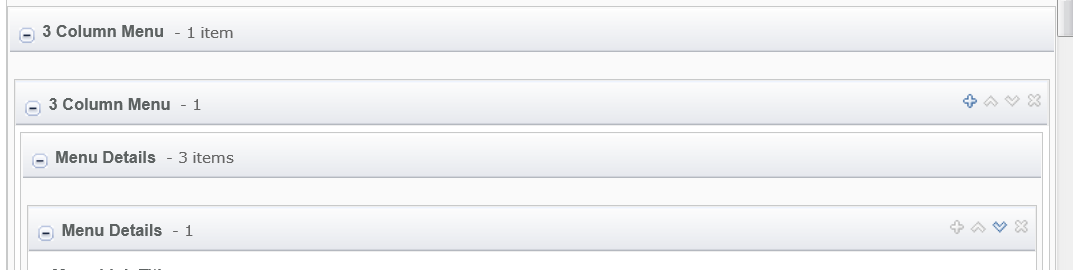 3 Column Menu - 1 item
3 Column Menu - 1
Menu Details - 3 items
Menu Details - 1